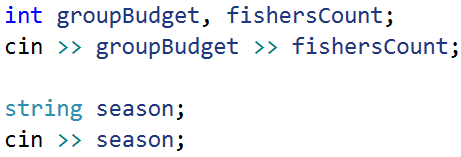 int groupBudget, fishersCount;
cin >> groupBudget >> fishersCount;
string season;
cin >> season;